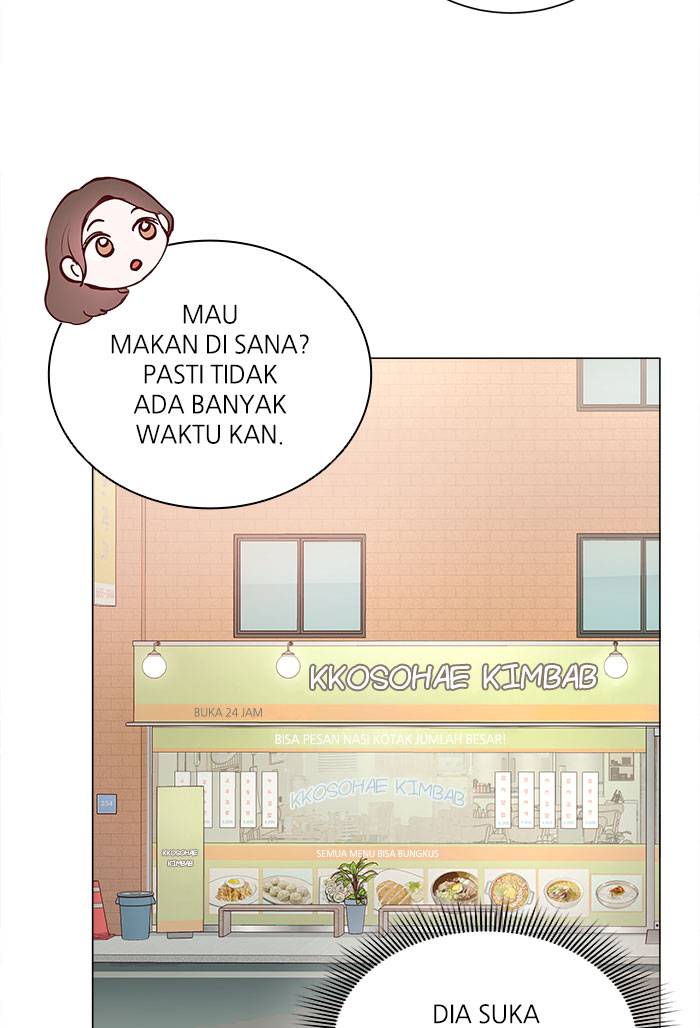 MAU
MAKAN DI SANA?
PASTI TIDAK
ADA BANYAK
WAKTU KAN.
KKOSOHAE KIMBAB
BUKA 24 JAM
BISA PESAN NASI KOTAK JUMLAH BESAR!
KKOSOHAE KIMBAB
254
KKOSOHAE
KIMBAB
SEMUA MENU BISA BUNGKUS
DIA SUKA